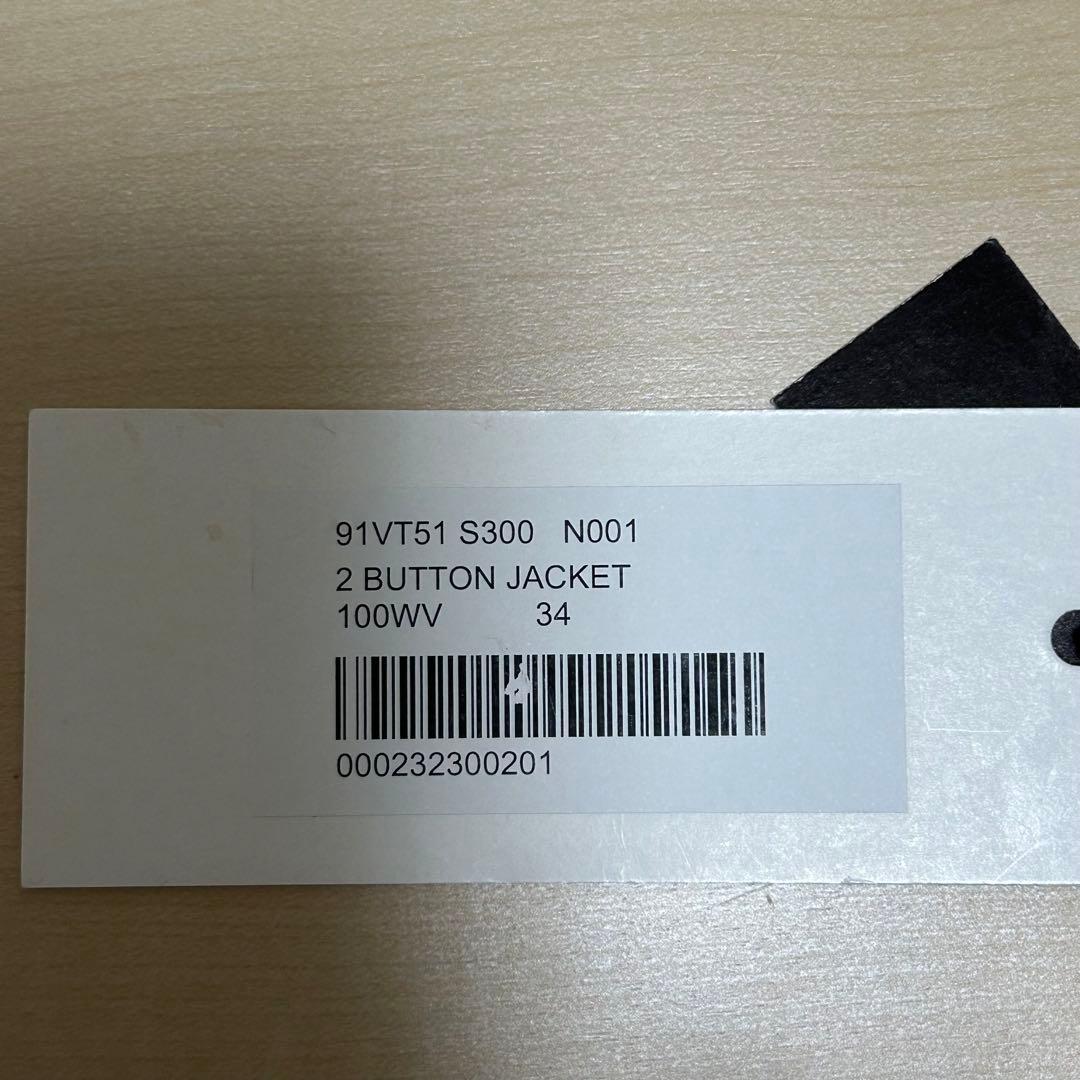 91VT51 S300 N001
2 BUTTON JACKET
100WV 34
000232300201